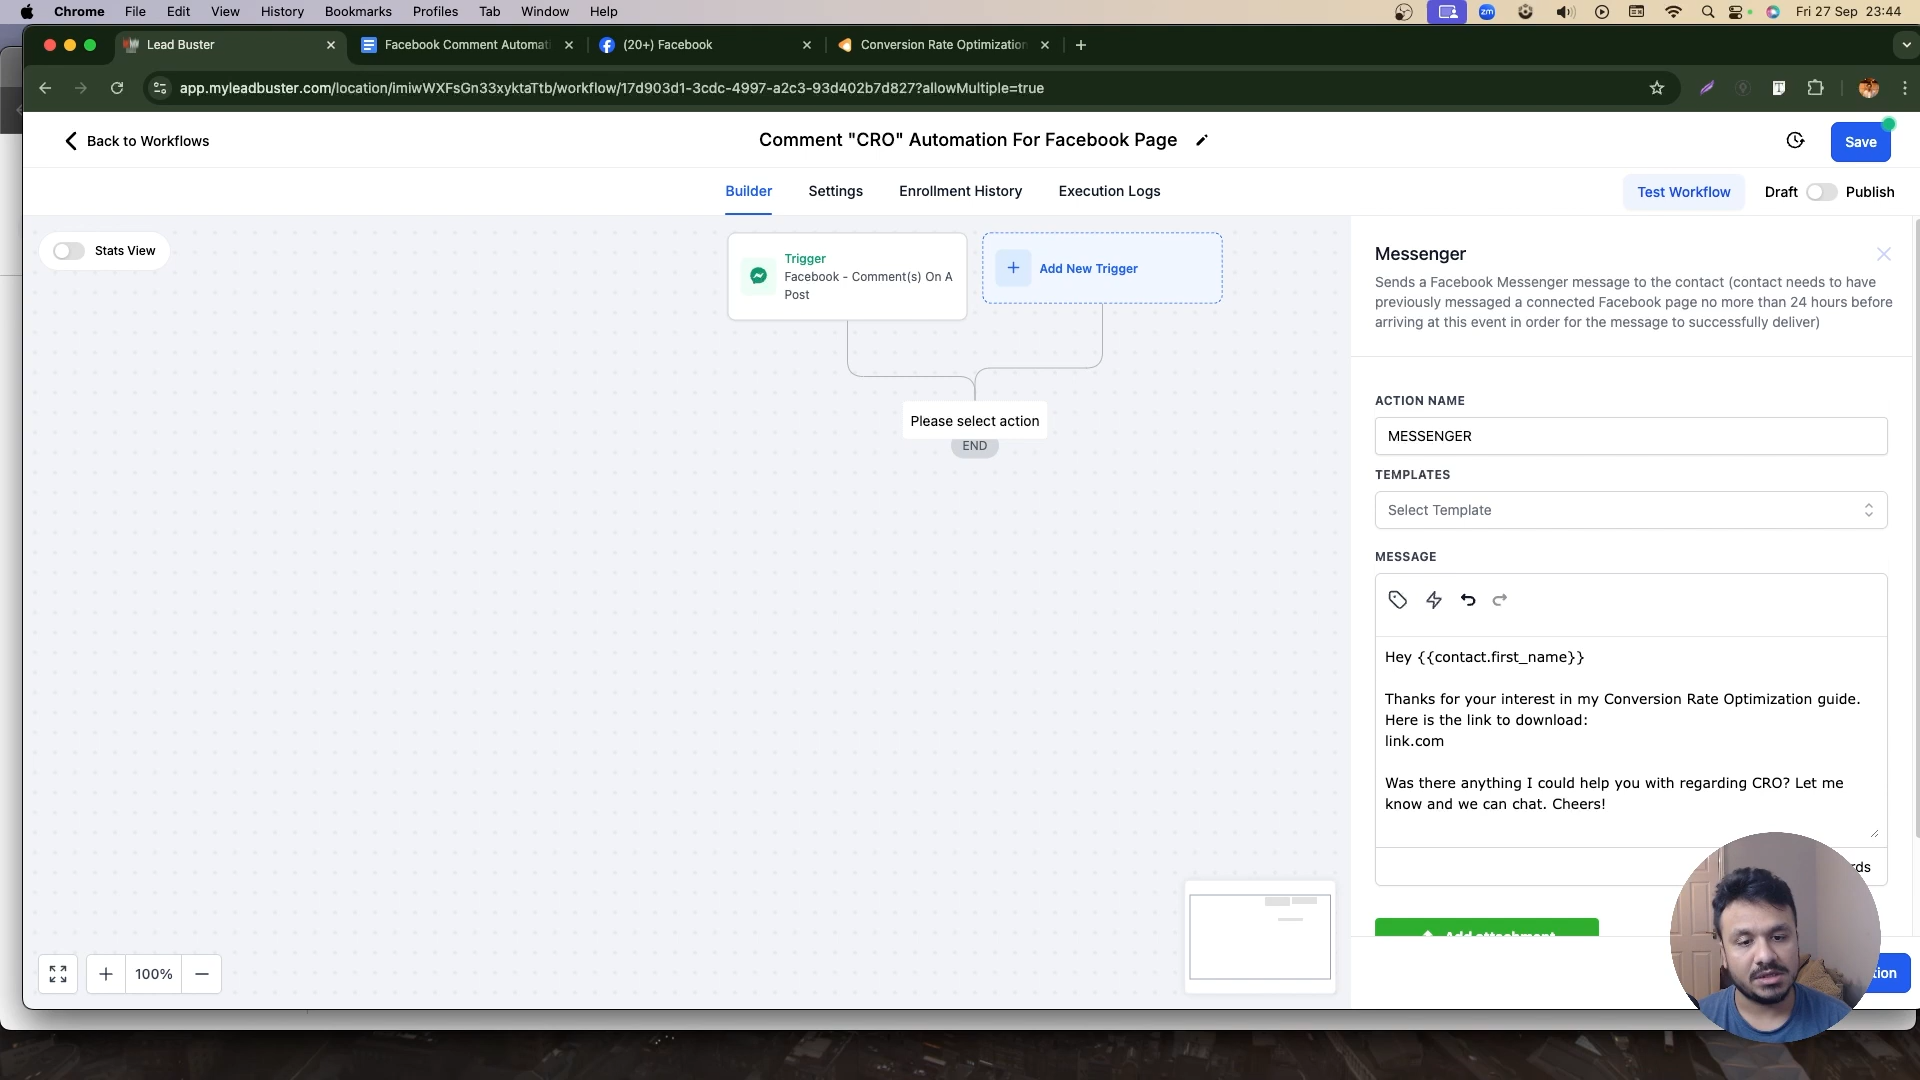 Chrome File Edit View History Bookmarks Profiles Tab Window Help
zm
Fri 27 Sep 23:44
Lead Buster
Facebook Comment Automat
(20+) Facebook
Conversion Rate Optimization
app.myleadbuster.com/location/imiwWXFsGn33xyktaTtb/workflow/17d903d1-3cdc-4997-a2c3-93d402b7d827?allowMultiple=true
Back to Workflows
Comment "CRO" Automation For Facebook Page
Save
Builder
Settings
Enrollment History
Execution Logs
Test Workflow
Draft
Publish
Stats View
Trigger
Facebook - Comment(s) On A
Post
Add New Trigger
Please select action
END
100%
Messenger
Sends a Facebook Messenger message to the contact (contact needs to have
previously messaged a connected Facebook page no more than 24 hours before
arriving at this event in order for the message to successfully deliver)
ACTION NAME
MESSENGER
TEMPLATES
Select Template
MESSAGE
Hey {{contact.first_name}}
Thanks for your interest in my Conversion Rate Optimization guide.
Here is the link to download:
link.com
Was there anything I could help you with regarding CRO? Let me
know and we can chat. Cheers!
rds
Add attachment
tion